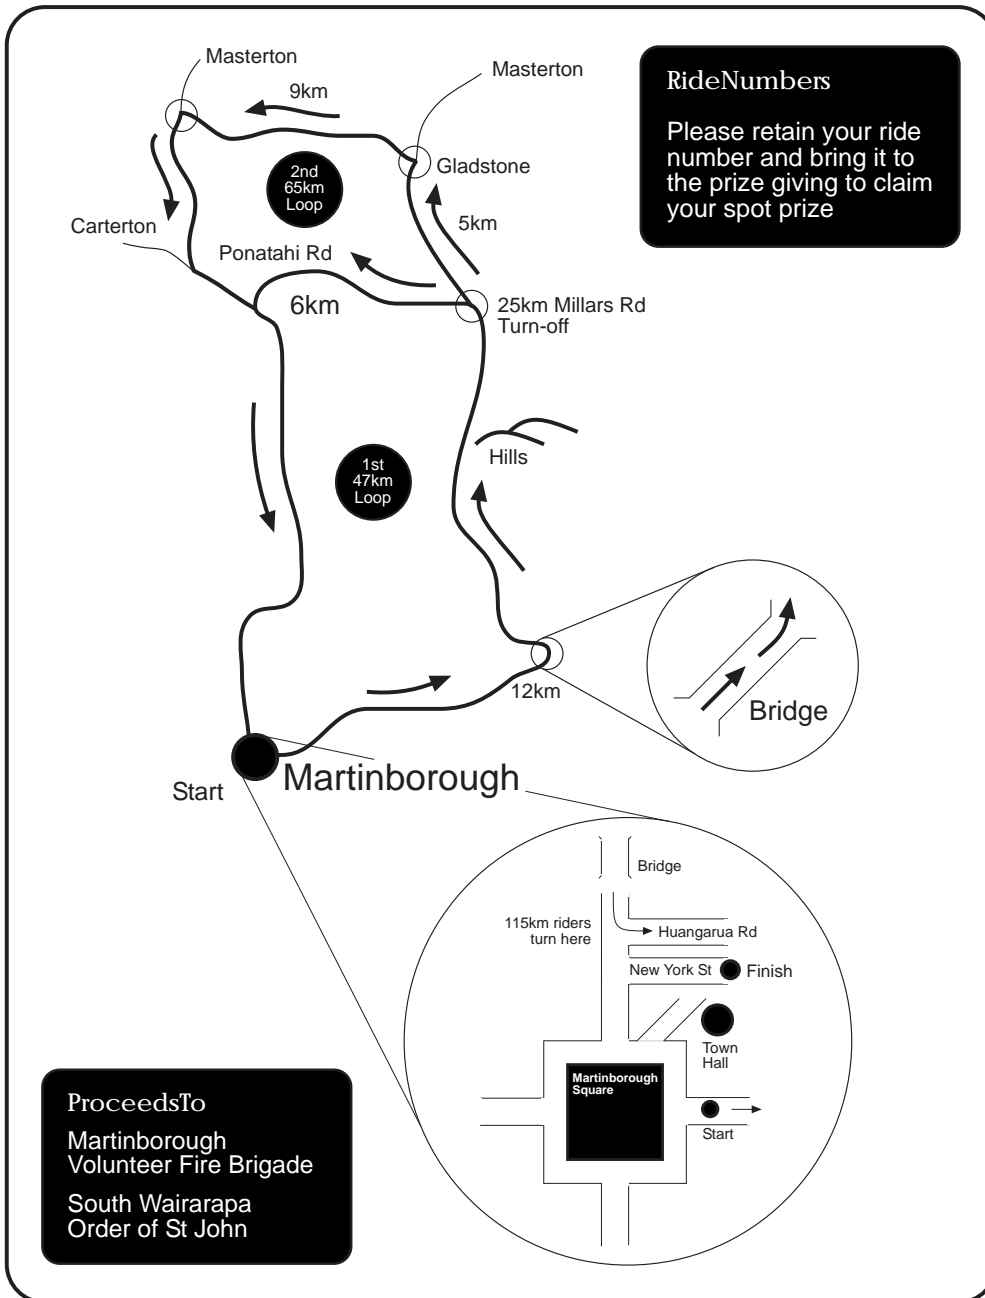 Masterton
Masterton
9km
RideNumbers
Please retain your ride
number and bring it to
the prize giving to claim
your spot prize
2nd
65km
Loop
Gladstone
Carterton
5km
Ponatahi Rd
6km
25km Millars Rd
Turn-off
Hills
1st
47km
Loop
12km
Bridge
Start
Martinborough
Bridge
115km riders
turn here
Huangarua Rd
New York St
Finish
Town
Hall
Martinborough
Square
Start
ProceedsTo
Martinborough
Volunteer Fire Brigade
South Wairarapa
Order of St John